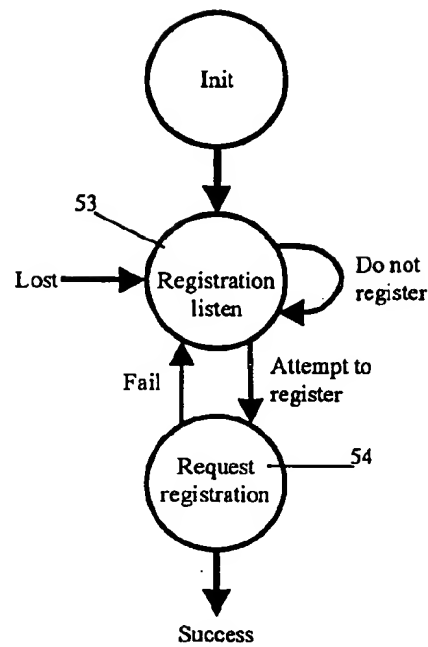 Init
53
Lost
Registration
listen
Do not
register
Fail
Attempt to
register
Request
registration
54
Success